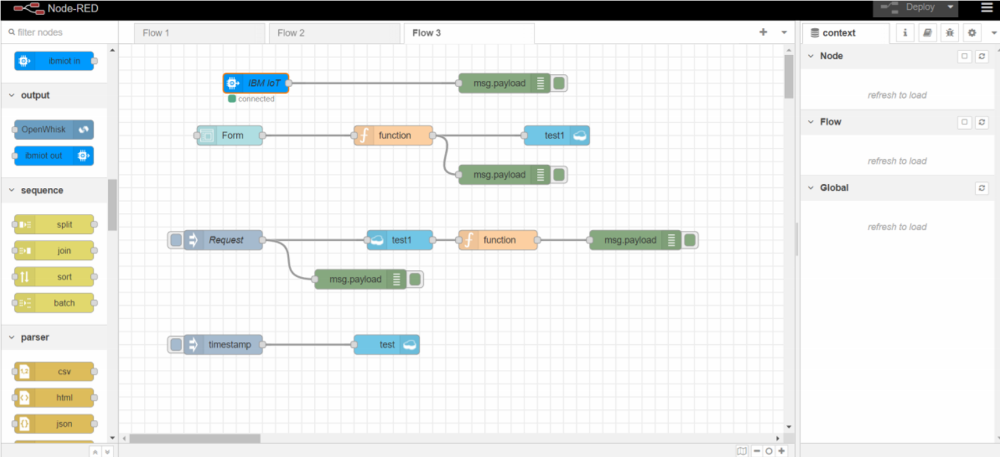 Node-RED
Deploy
filter nodes
Flow 1
Flow 2
Flow 3
context
i
ibmiot in
output
OpenWhisk
ibmiot out
sequence
split
join
sort
batch
parser
csv
html
json
IBM IoT
connected
msg.payload
Form
function
test1
msg.payload
Request
test1
function
msg.payload
msg.payload
timestamp
test
Node
refresh to load
Flow
refresh to load
Global
refresh to load